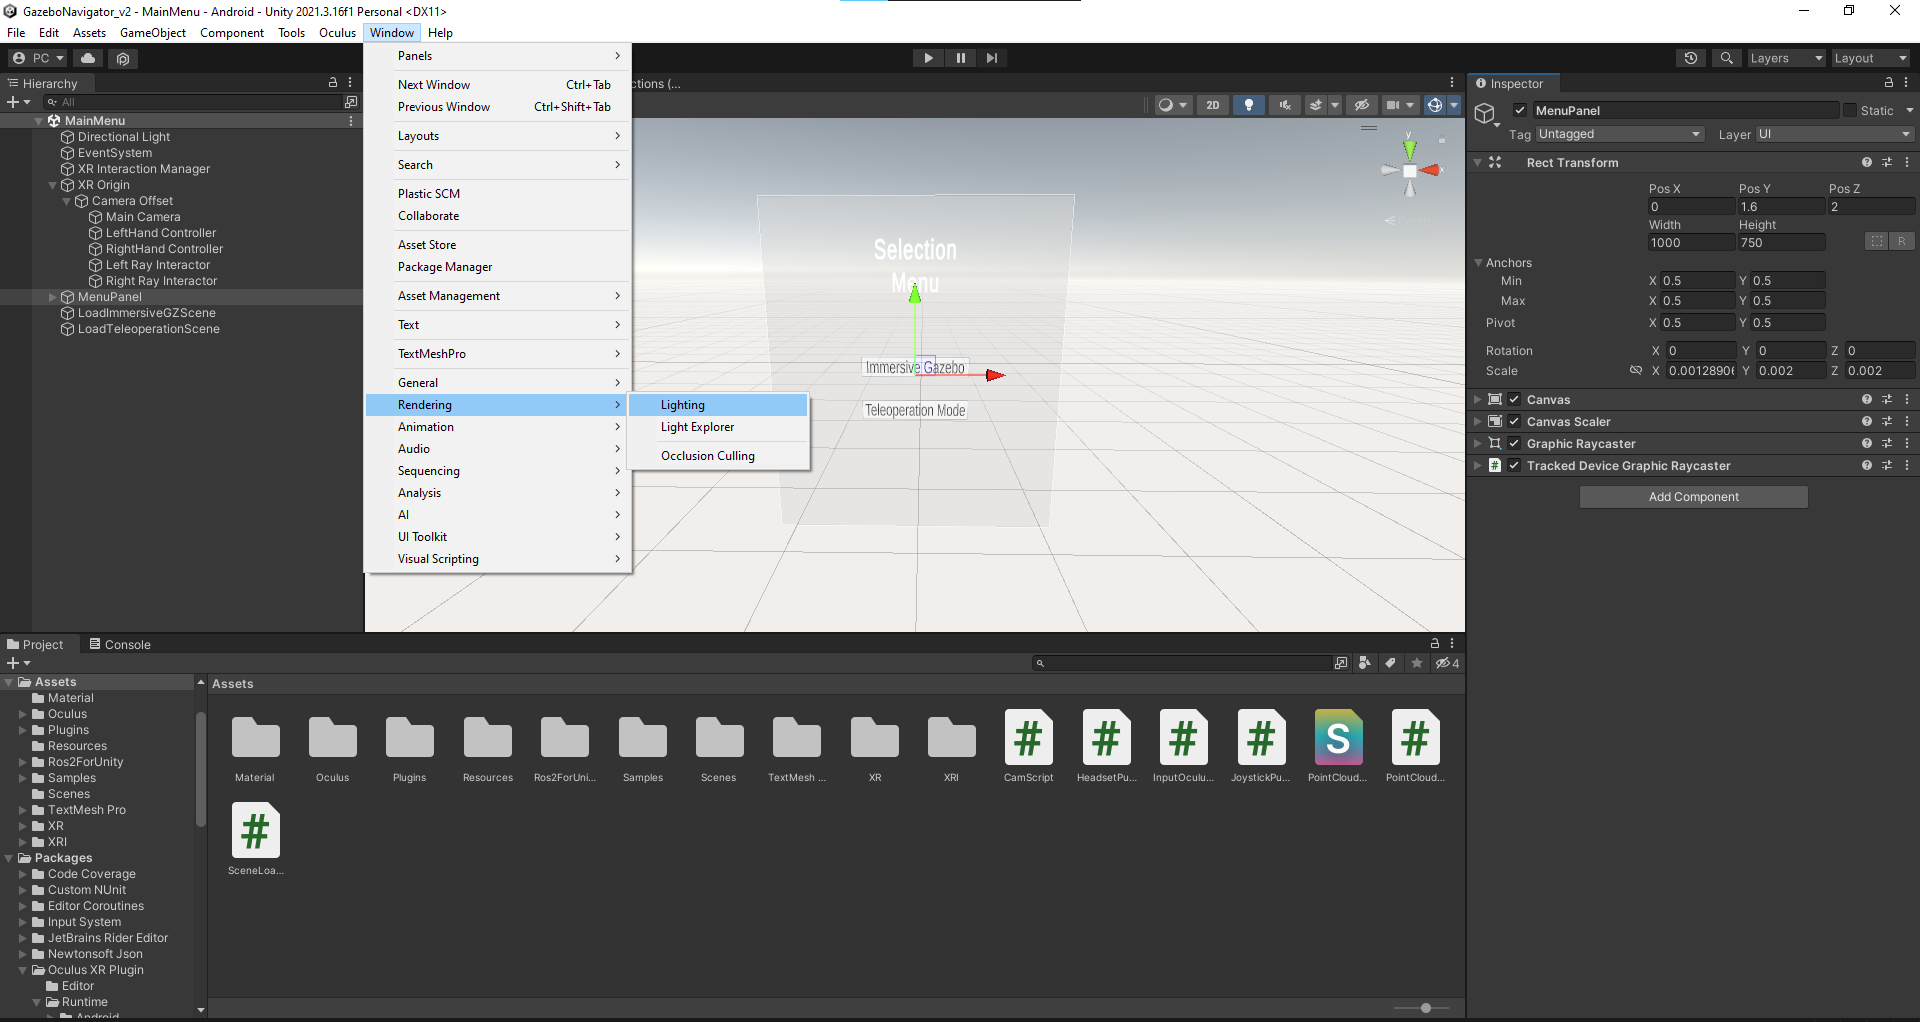 GazeboNavigator_v2 - MainMenu - Android - Unity 2021.3.16f1 Personal <DX11>
File Edit Assets GameObject Component Tools Oculus Window Help
PC
Layers
Layout
Hierarchy
All
MainMenu
Directional Light
EventSystem
XR Interaction Manager
XR Origin
Camera Offset
Main Camera
LeftHand Controller
RightHand Controller
Left Ray Interactor
Right Ray Interactor
MenuPanel
LoadImmersiveGZScene
LoadTeleoperationScene
Panels
Next Window Ctrl+Tab
Previous Window Ctrl+Shift+Tab
Layouts
Search
Plastic SCM
Collaborate
Asset Store
Package Manager
Asset Management
Text
TextMeshPro
General
Rendering
Animation
Audio
Sequencing
Analysis
AI
UI Toolkit
Visual Scripting
Lighting
Light Explorer
Occlusion Culling
ctions (...
2D
y
x
Selection
Menu
Immersive Gazebo
Teleoperation Mode
Inspector
MenuPanel
Static
Tag Untagged Layer UI
Rect Transform
Pos X Pos Y Pos Z
0 1.6 2
Width Height
1000 750
R
Anchors
Min X 0.5 Y 0.5
Max X 0.5 Y 0.5
Pivot X 0.5 Y 0.5
Rotation X 0 Y 0 Z 0
Scale X 0.0012890 Y 0.002 Z 0.002
Canvas
Canvas Scaler
Graphic Raycaster
# Tracked Device Graphic Raycaster
Add Component
Project Console
4
Assets
Material
Oculus
Plugins
Resources
Ros2ForUnity
Samples
Scenes
TextMesh Pro
XR
XRI
Packages
Code Coverage
Custom NUnit
Editor Coroutines
Input System
JetBrains Rider Editor
Newtonsoft Json
Oculus XR Plugin
Editor
Runtime
Android
Assets
# # # # S #
Material Oculus Plugins Resources Ros2ForUni... Samples Scenes TextMesh ... XR XRI CamScript HeadsetPu... InputOculu... JoystickPu... PointCloud... PointCloud...
#
SceneLoa...